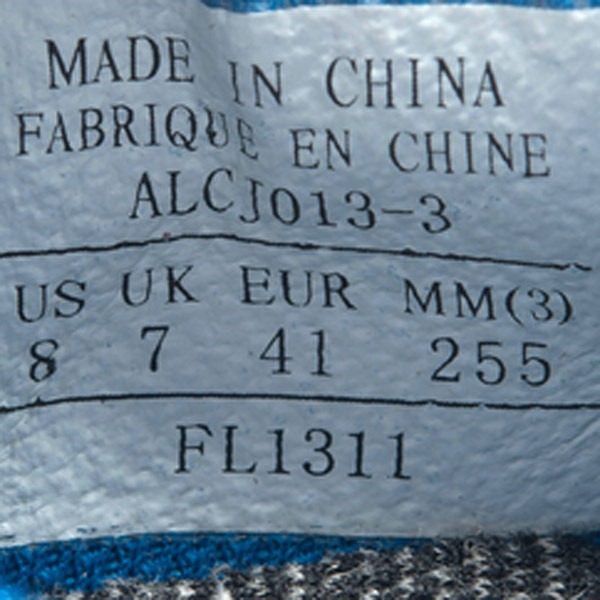 MADE IN CHINA
FABRIQUE EN CHINE
ALCJ013-3
US UK EUR MM(3)
8 7 41 255
FL1311